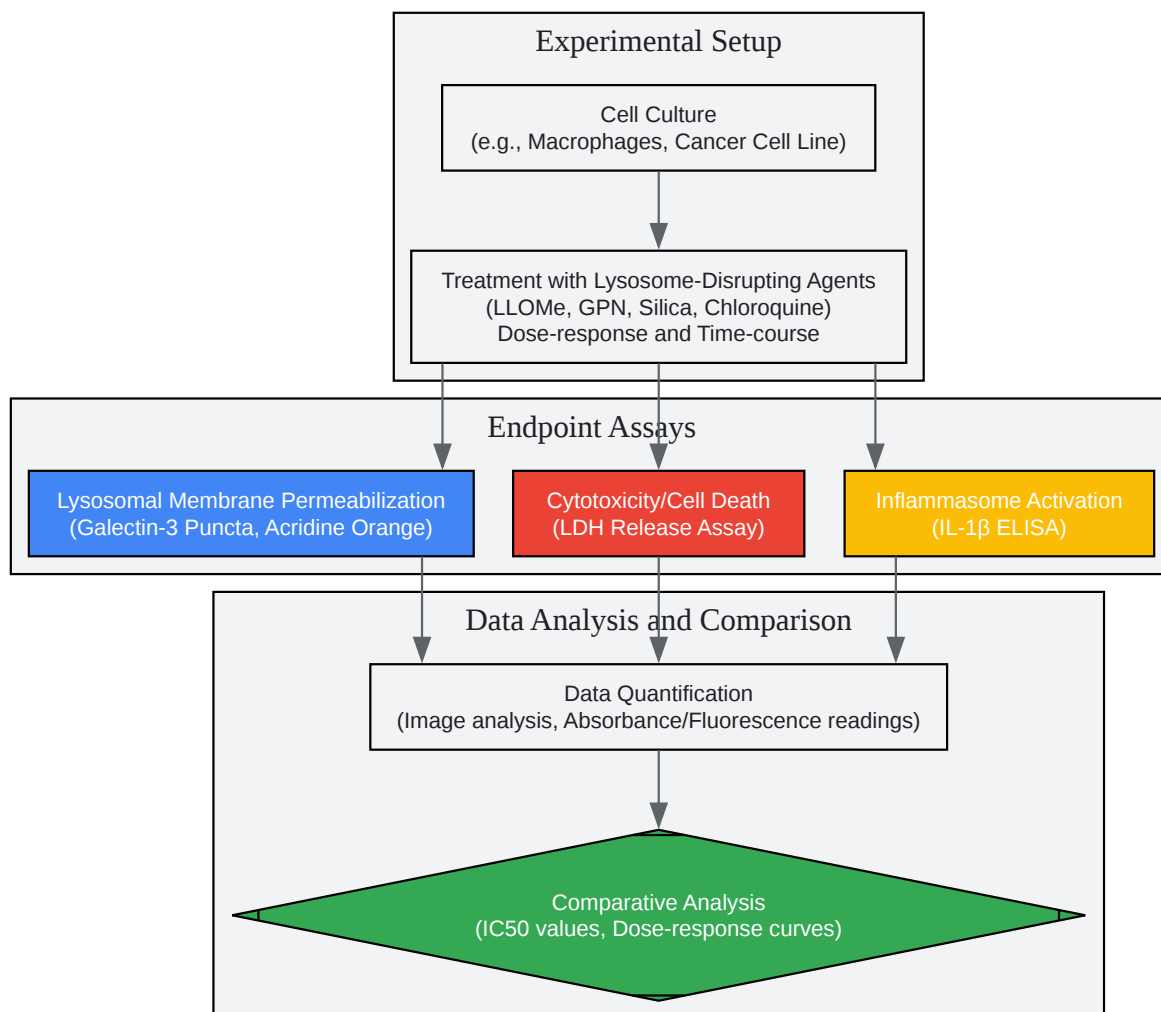 Experimental Setup
Cell Culture
(e.g., Macrophages, Cancer Cell Line)
Treatment with Lysosome-Disrupting Agents
(LLOMe, GPN, Silica, Chloroquine)
Dose-response and Time-course
Endpoint Assays
Lysosomal Membrane Permeabilization
(Galectin-3 Puncta, Acridine Orange)
Cytotoxicity/Cell Death
(LDH Release Assay)
Inflammasome Activation
(IL-1β ELISA)
Data Analysis and Comparison
Data Quantification
(Image analysis, Absorbance/Fluorescence readings)
Comparative Analysis
(IC50 values, Dose-response curves)